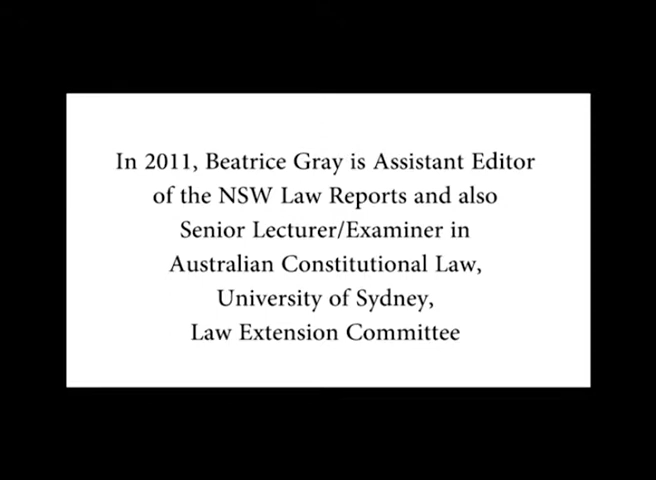 In 2011, Beatrice Gray is Assistant Editor
of the NSW Law Reports and also
Senior Lecturer/Examiner in
Australian Constitutional Law,
University of Sydney,
Law Extension Committee